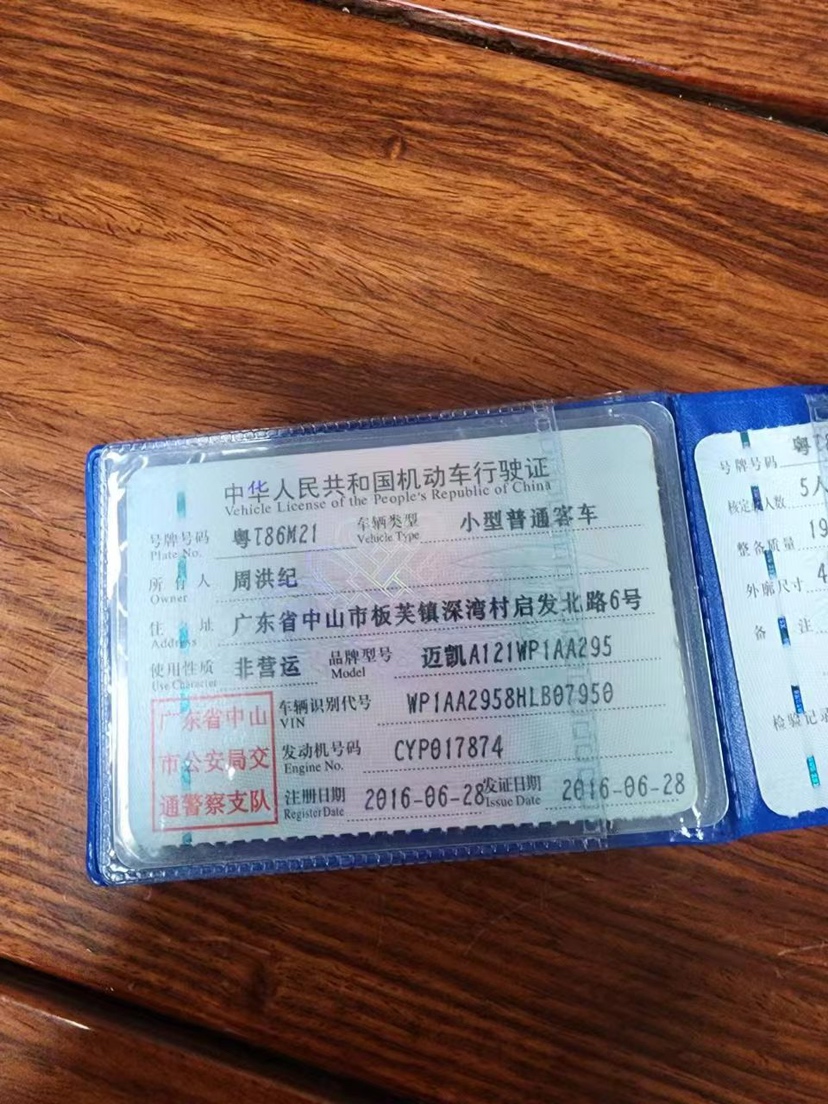 中华人民共和国机动车行驶证
Vehicle License of the People's Republic of China
号牌号码 粤T86M21 车辆类型 小型普通客车
Plate No. Vehicle Type
所有人 周洪纪
Owner
住址 广东省中山市板芙镇深湾村启发北路6号
Address
使用性质 非营运 品牌型号 迈凯A121WP1AA295
Use Character Model
广东省中山
市公安局交
通警察支队
车辆识别代号 WP1AA2958HLB07950
VIN
发动机号码 CYP017874
Engine No.
注册日期 2016-06-28 发证日期 2016-06-28
Register Date Issue Date
号牌号码 粤
核定载人数 5人
整备质量 19
外廓尺寸 4
备注
检验记录